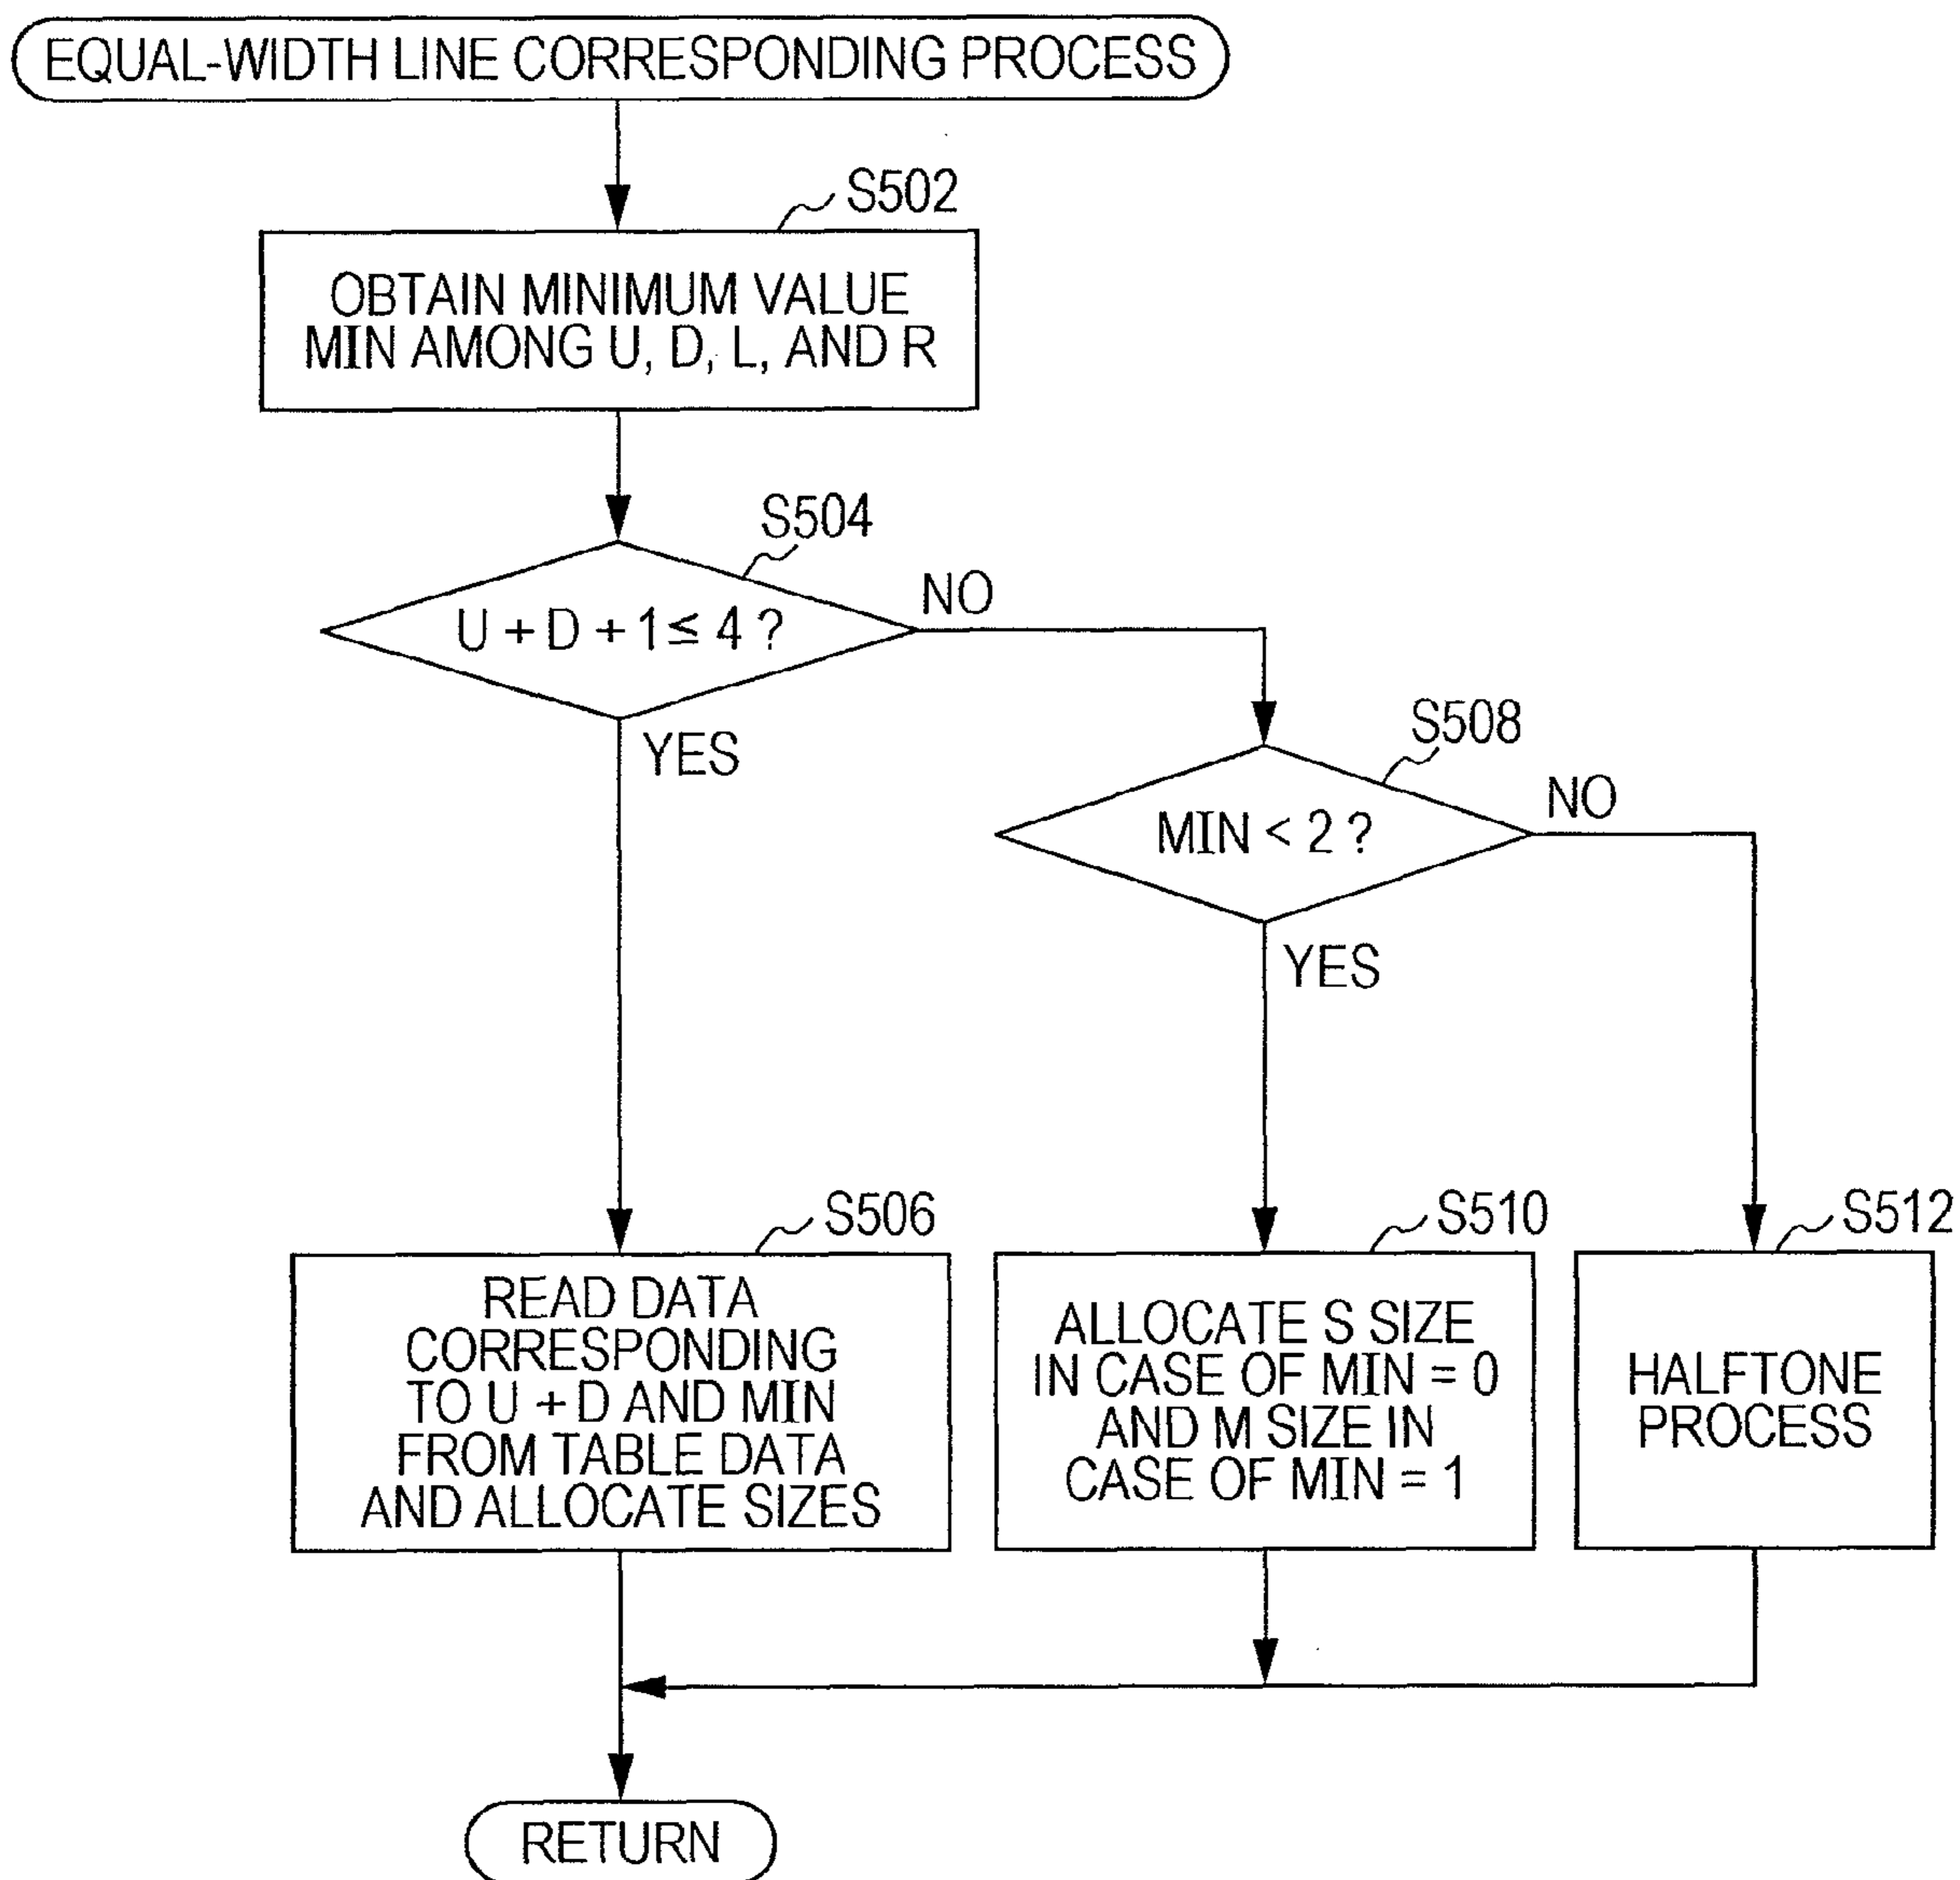 EQUAL-WIDTH LINE CORRESPONDING PROCESS
S502
OBTAIN MINIMUM VALUE
MIN AMONG U, D, L, AND R
S504
U + D + 1 ≦ 4 ?
NO
YES
S508
MIN < 2 ?
NO
YES
S506
READ DATA
CORRESPONDING
TO U + D AND MIN
FROM TABLE DATA
AND ALLOCATE SIZES
S510
ALLOCATE S SIZE
IN CASE OF MIN = 0
AND M SIZE IN
CASE OF MIN = 1
S512
HALFTONE
PROCESS
RETURN